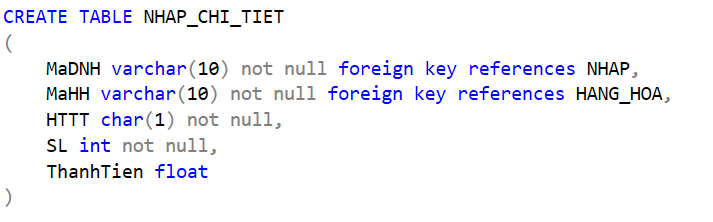 CREATE TABLE NHAP_CHI_TIET
(
    MaDNH varchar(10) not null foreign key references NHAP,
    MaHH varchar(10) not null foreign key references HANG_HOA,
    HTTT char(1) not null,
    SL int not null,
    ThanhTien float
)